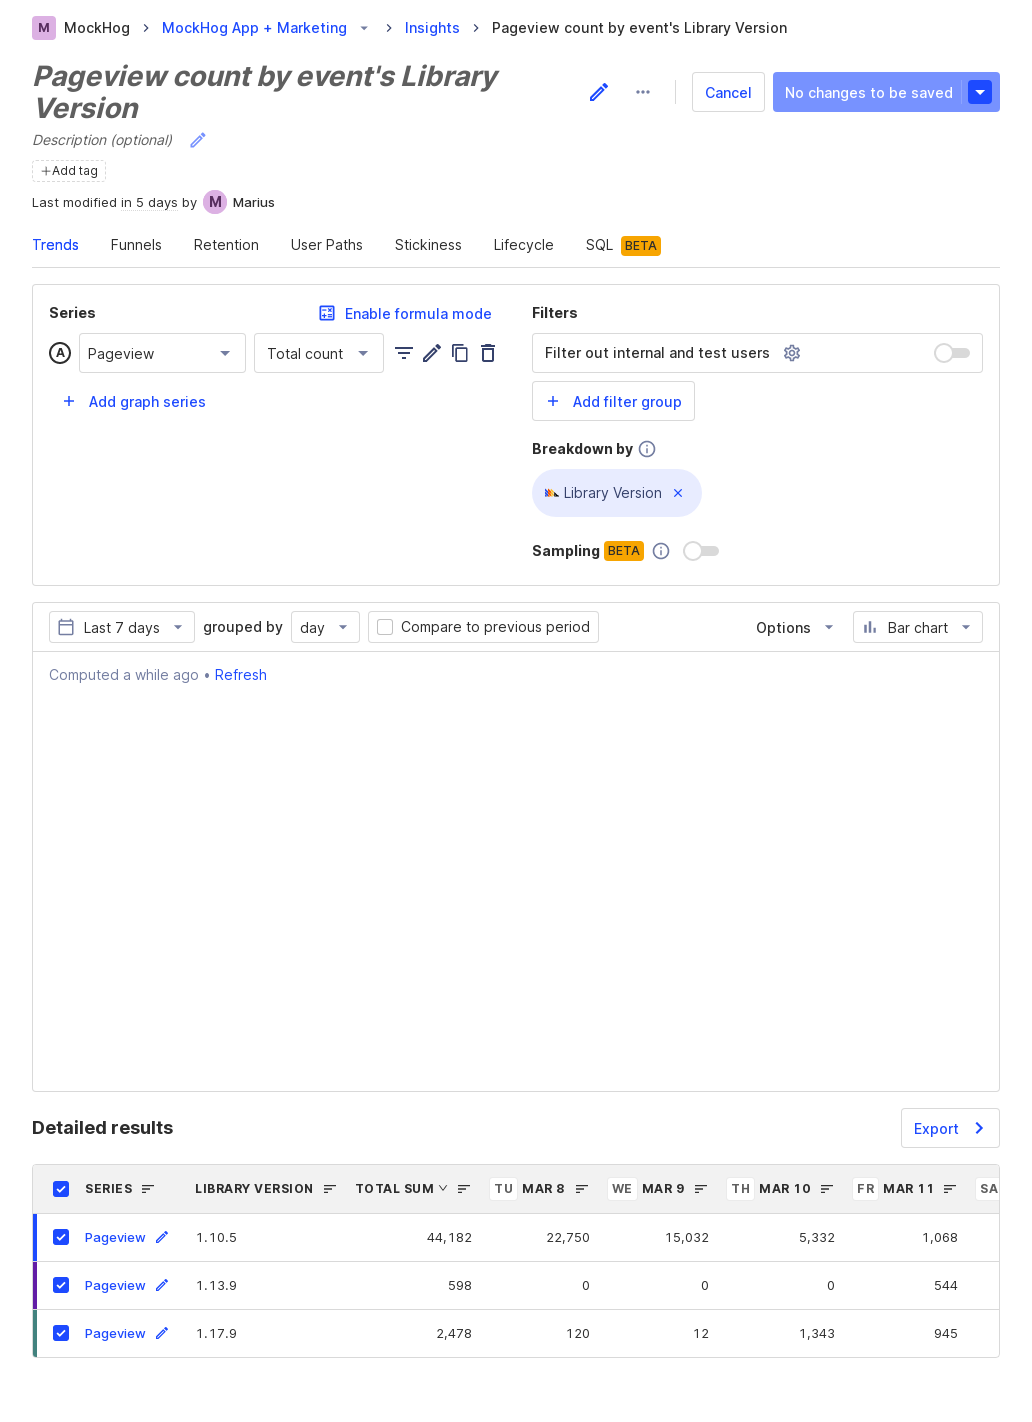 M MockHog > MockHog App + Marketing > Insights > Pageview count by event's Library Version
Pageview count by event's Library
Version
Cancel
No changes to be saved
Description (optional)
+Add tag
Last modified in 5 days by M Marius
Trends Funnels Retention User Paths Stickiness Lifecycle SQL BETA
Series Enable formula mode
A Pageview Total count
+ Add graph series
Filters
Filter out internal and test users
+ Add filter group
Breakdown by
Library Version ×
Sampling BETA
Last 7 days grouped by day Compare to previous period Options Bar chart
Computed a while ago • Refresh
Detailed results Export >
SERIES LIBRARY VERSION TOTAL SUM TU MAR 8 WE MAR 9 TH MAR 10 FR MAR 11 SA
Pageview 1.10.5 44,182 22,750 15,032 5,332 1,068
Pageview 1.13.9 598 0 0 0 544
Pageview 1.17.9 2,478 120 12 1,343 945